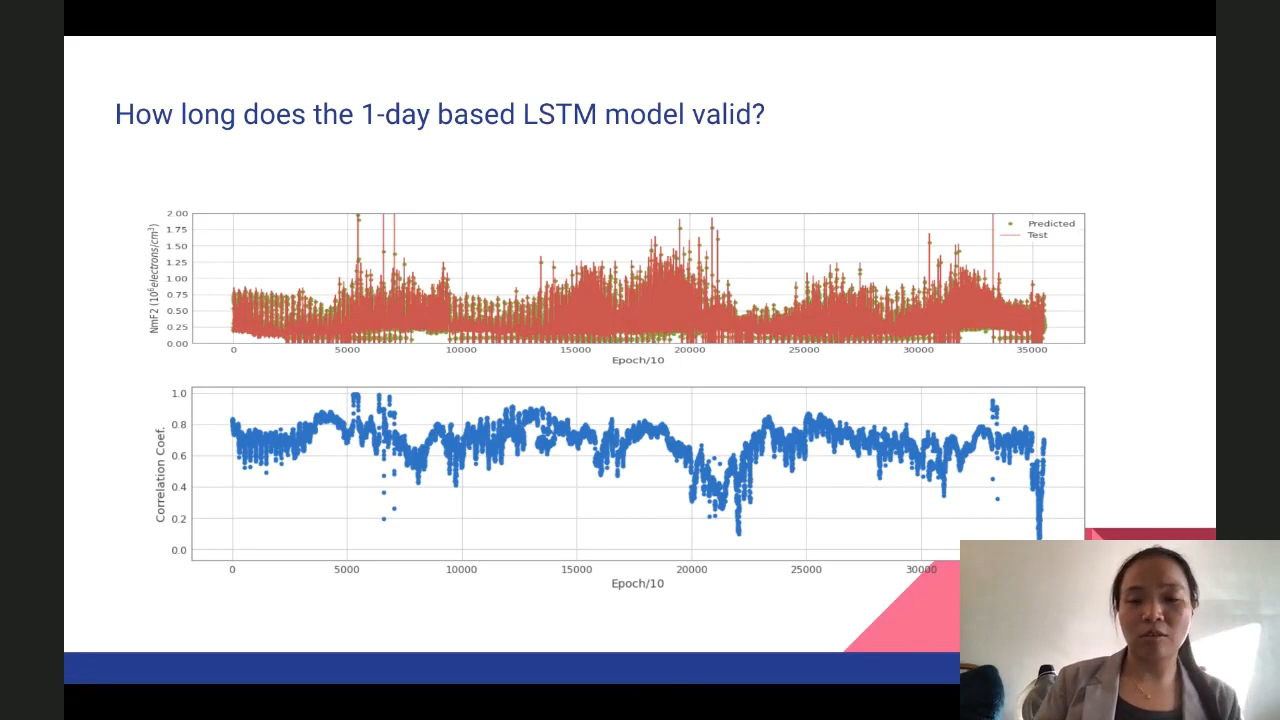 How long does the 1-day based LSTM model valid?
2.00
1.75
1.50
1.25
1.00
0.75
0.50
0.25
0.00
NmF2 (10⁶electrons/cm³)
Predicted
Test
0 5000 10000 15000 20000 25000 30000 35000
Epoch/10
1.0
0.8
0.6
0.4
0.2
0.0
Correlation Coef.
0 5000 10000 15000 20000 25000 30000
Epoch/10